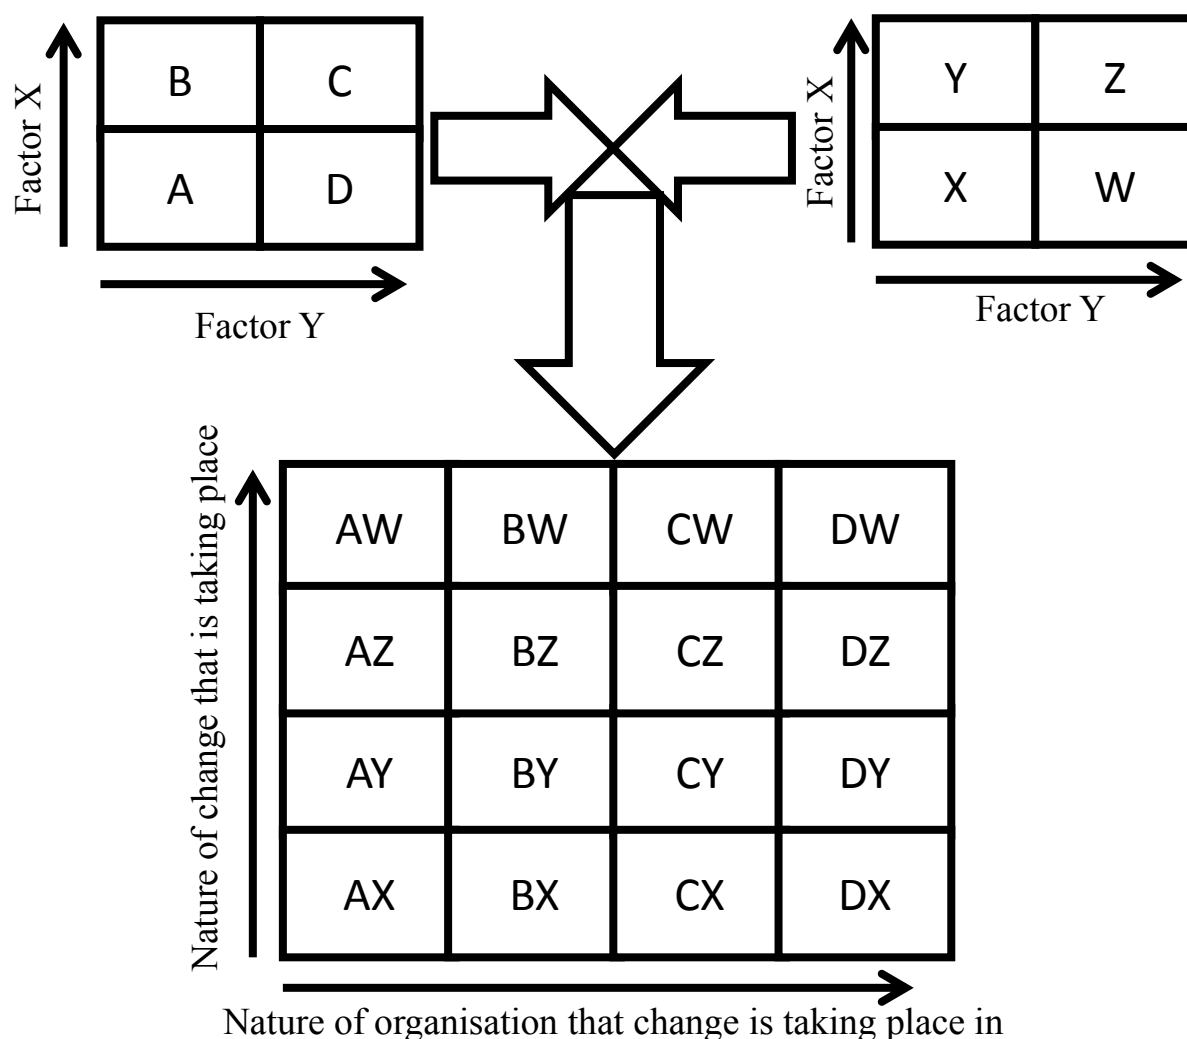 Factor X
B C
A D
Factor Y
Factor X
Y Z
X W
Factor Y
Nature of change that is taking place
AW BW CW DW
AZ BZ CZ DZ
AY BY CY DY
AX BX CX DX
Nature of organisation that change is taking place in